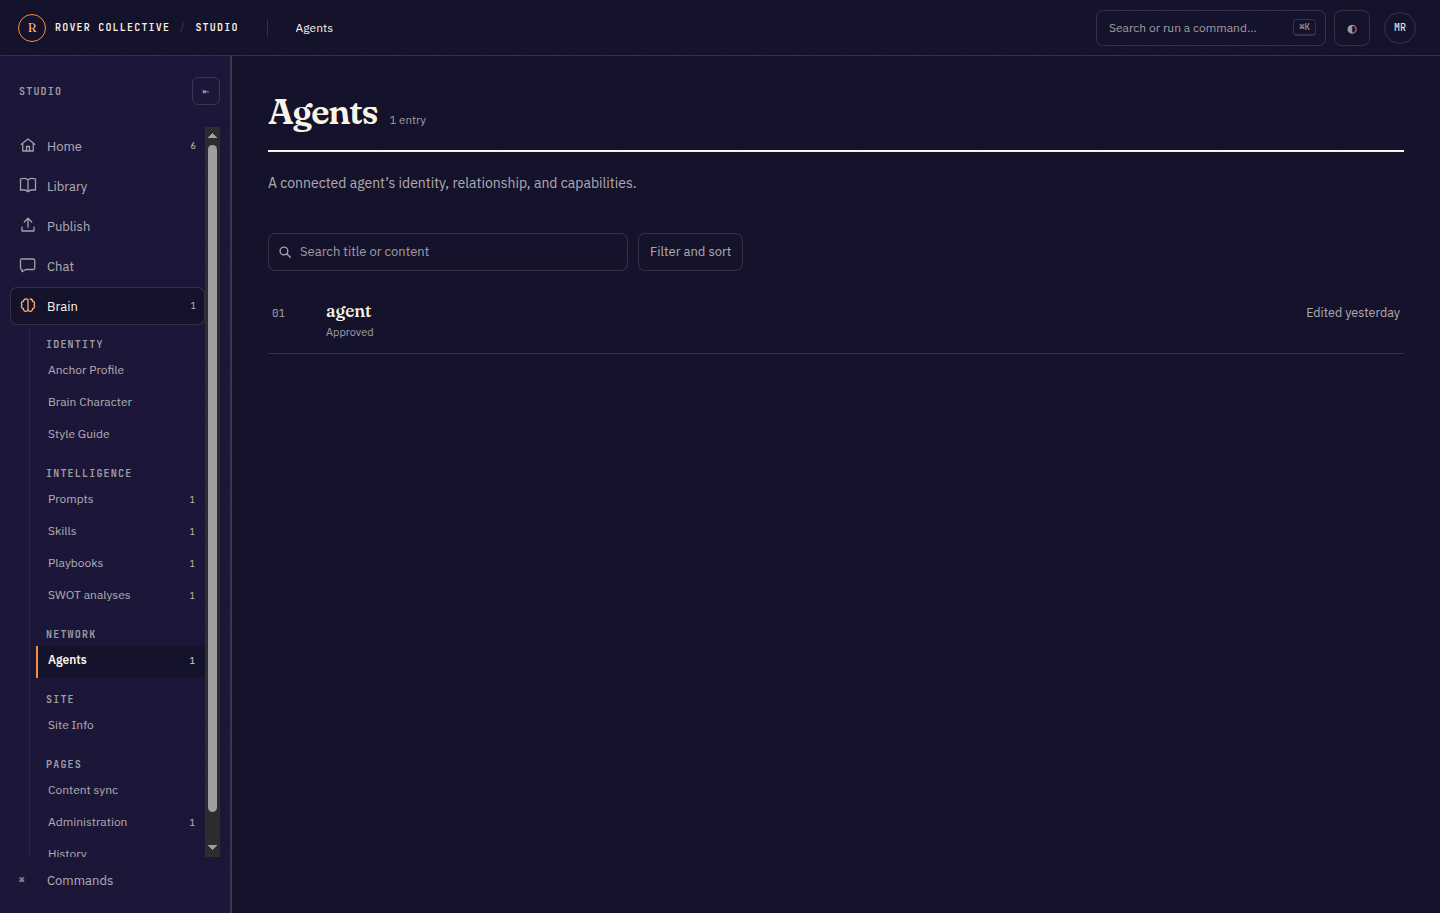 R ROVER COLLECTIVE / STUDIO Agents
Search or run a command... ⌘K
MR
STUDIO
Home 6
Library
Publish
Chat
Brain 1
IDENTITY
Anchor Profile
Brain Character
Style Guide
INTELLIGENCE
Prompts 1
Skills 1
Playbooks 1
SWOT analyses 1
NETWORK
Agents 1
SITE
Site Info
PAGES
Content sync
Administration 1
History
⌘ Commands
Agents 1 entry
A connected agent’s identity, relationship, and capabilities.
Search title or content
Filter and sort
01 agent Edited yesterday
Approved